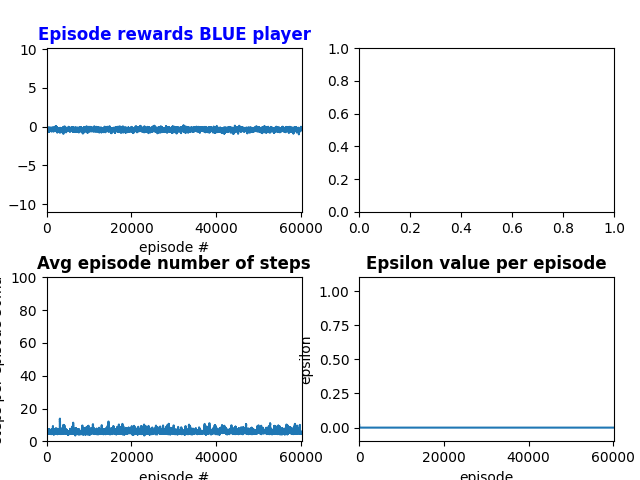 Episode rewards BLUE player
10
5
0
−5
−10
0 20000 40000 60000
episode #
1.0
0.8
0.6
0.4
0.2
0.0
0.0 0.2 0.4 0.6 0.8 1.0
Avg episode number of steps
100
80
60
40
20
0
0 20000 40000 60000
episode #
Epsilon value per episode
epsilon
1.00
0.75
0.50
0.25
0.00
0 20000 40000 60000
episode